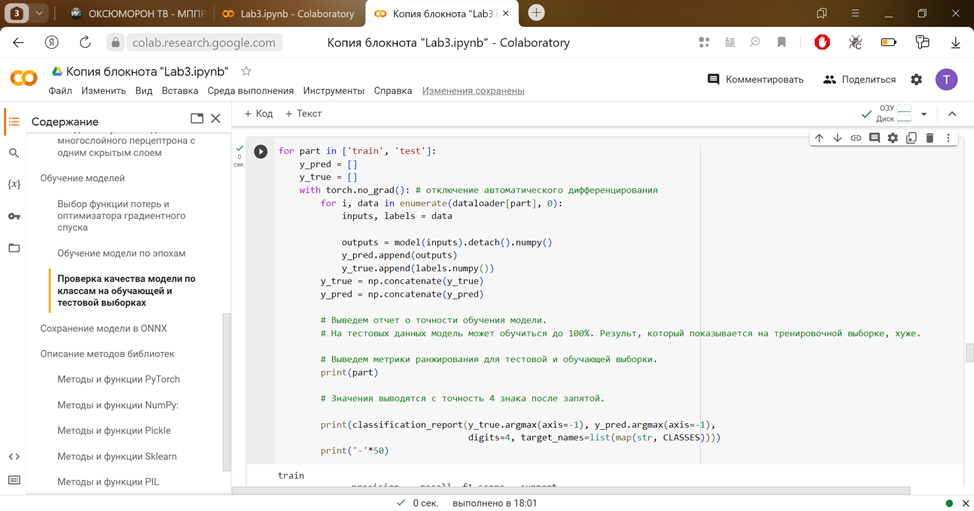 3
ОКСЮМОРОН ТВ - МППР
Lab3.ipynb - Colaboratory
Копия блокнота "Lab3.i
colab.research.google.com
Копия блокнота "Lab3.ipynb" - Colaboratory
Копия блокнота "Lab3.ipynb"
Комментировать
Поделиться
T
Файл Изменить Вид Вставка Среда выполнения Инструменты Справка Изменения сохранены
Содержание
+ Код + Текст
ОЗУ
Диск
многослойного перцептрона с
одним скрытым слоем
Обучение моделей
Выбор функции потерь и
оптимизатора градиентного
спуска
Обучение модели по эпохам
Проверка качества модели по
классам на обучающей и
тестовой выборках
Сохранение модели в ONNX
Описание методов библиотек
Методы и функции PyTorch
Методы и функции NumPy:
Методы и функции Pickle
Методы и функции Sklearn
Методы и функции PIL
{x}
<>
0
сек.
for part in ['train', 'test']:
y_pred = []
y_true = []
with torch.no_grad(): # отключение автоматического дифференцирования
for i, data in enumerate(dataloader[part], 0):
inputs, labels = data
outputs = model(inputs).detach().numpy()
y_pred.append(outputs)
y_true.append(labels.numpy())
y_true = np.concatenate(y_true)
y_pred = np.concatenate(y_pred)
# Выведем отчет о точности обучения модели.
# На тестовых данных модель может обучиться до 100%. Результ, который показывается на тренировочной выборке, хуже.
# Выведем метрики ранжирования для тестовой и обучающей выборки.
print(part)
# Значения выводятся с точность 4 знака после запятой.
print(classification_report(y_true.argmax(axis=-1), y_pred.argmax(axis=-1),
digits=4, target_names=list(map(str, CLASSES))))
print('-'*50)
train
precision recall f1-score support
0 сек. выполнено в 18:01